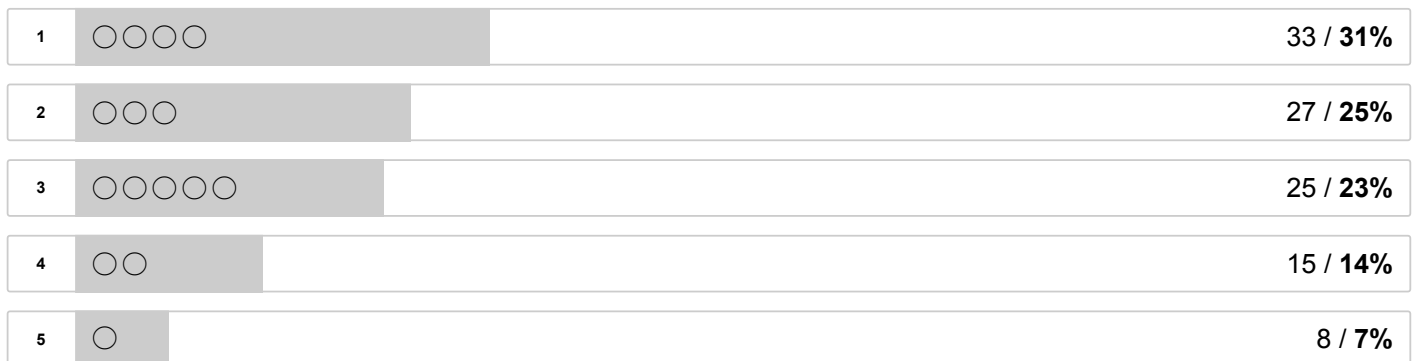 1 ○○○○ 33 / 31%
2 ○○○ 27 / 25%
3 ○○○○○ 25 / 23%
4 ○○ 15 / 14%
5 ○ 8 / 7%